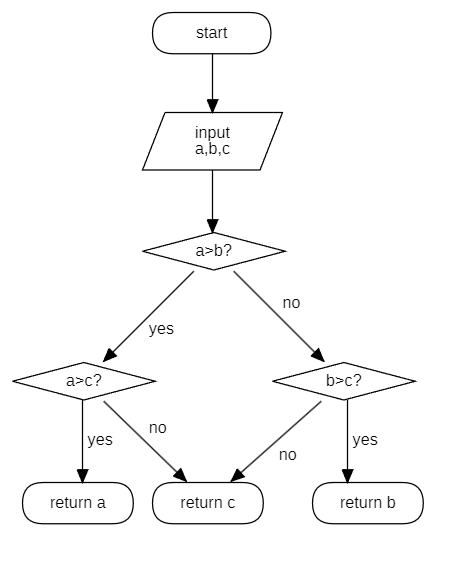 start
input
a,b,c
a>b?
yes
no
a>c?
b>c?
yes
no
no
yes
return a
return c
return b